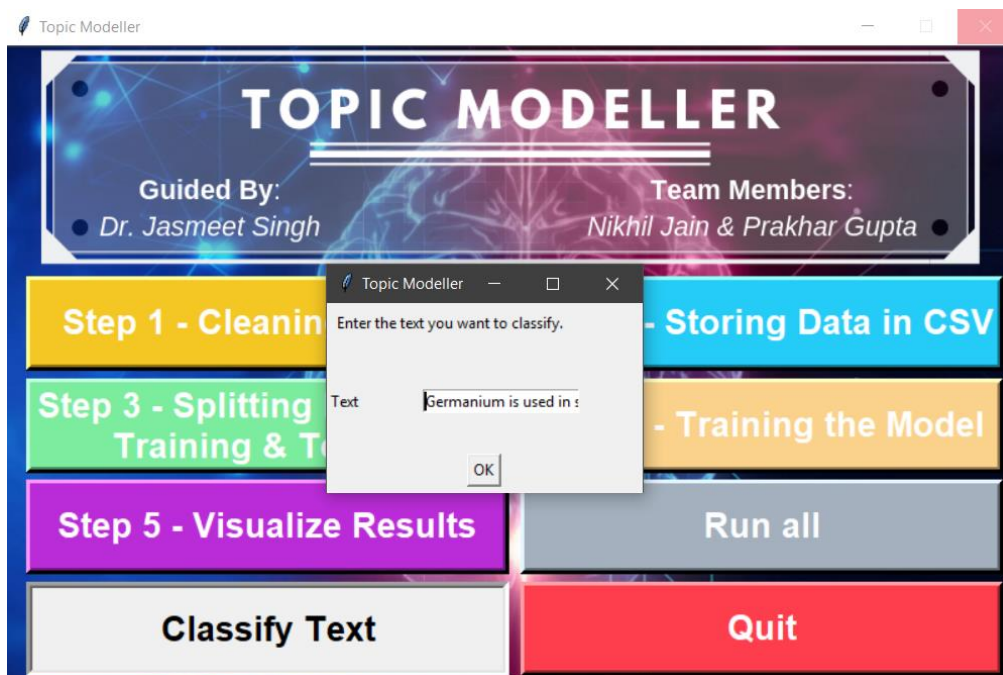 Topic Modeller
TOPIC MODELLER
Guided By:
Dr. Jasmeet Singh
Team Members:
Nikhil Jain & Prakhar Gupta
Topic Modeller
Enter the text you want to classify.
Text
Germanium is used in s
OK
Step 1 - Cleanin
- Storing Data in CSV
Step 3 - Splitting
Training & T
- Training the Model
Step 5 - Visualize Results
Run all
Classify Text
Quit